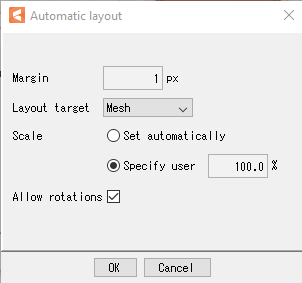 Automatic layout
Margin 1 px
Layout target Mesh
Scale Set automatically
Specify user 100.0 %
Allow rotations
OK Cancel